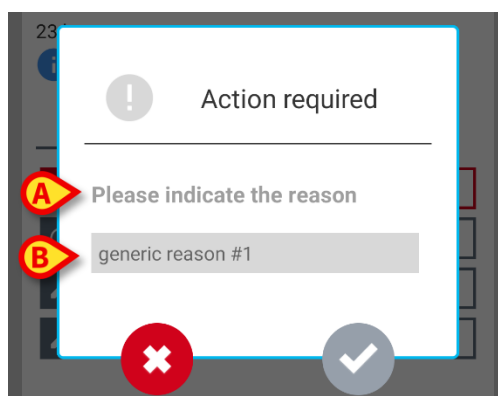 23
Action required
A
Please indicate the reason
B
generic reason #1